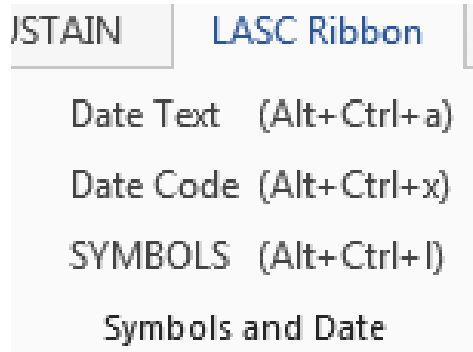 USTAIN LASC Ribbon
Date Text (Alt+Ctrl+a)
Date Code (Alt+Ctrl+x)
SYMBOLS (Alt+Ctrl+l)
Symbols and Date